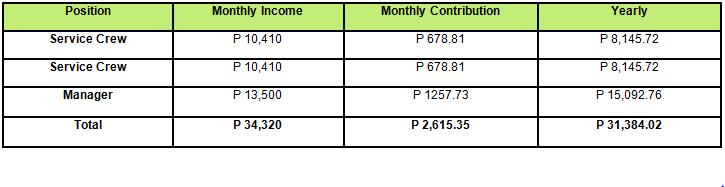 Position Monthly Income Monthly Contribution Yearly
Service Crew P 10,410 P 678.81 P 8,145.72
Service Crew P 10,410 P 678.81 P 8,145.72
Manager P 13,500 P 1257.73 P 15,092.76
Total P 34,320 P 2,615.35 P 31,384.02